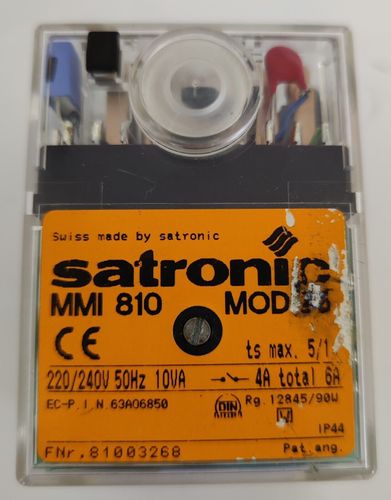 Swiss made by satronic
satronic
MMI 810 MOD
CE
ts max. 5/1
220/240V 50Hz 10VA 4A total 6A
EC-P.I.N.63AO6850 DIN Rg.12845/90W
IP44
FNr.81003268 Pat.ang.